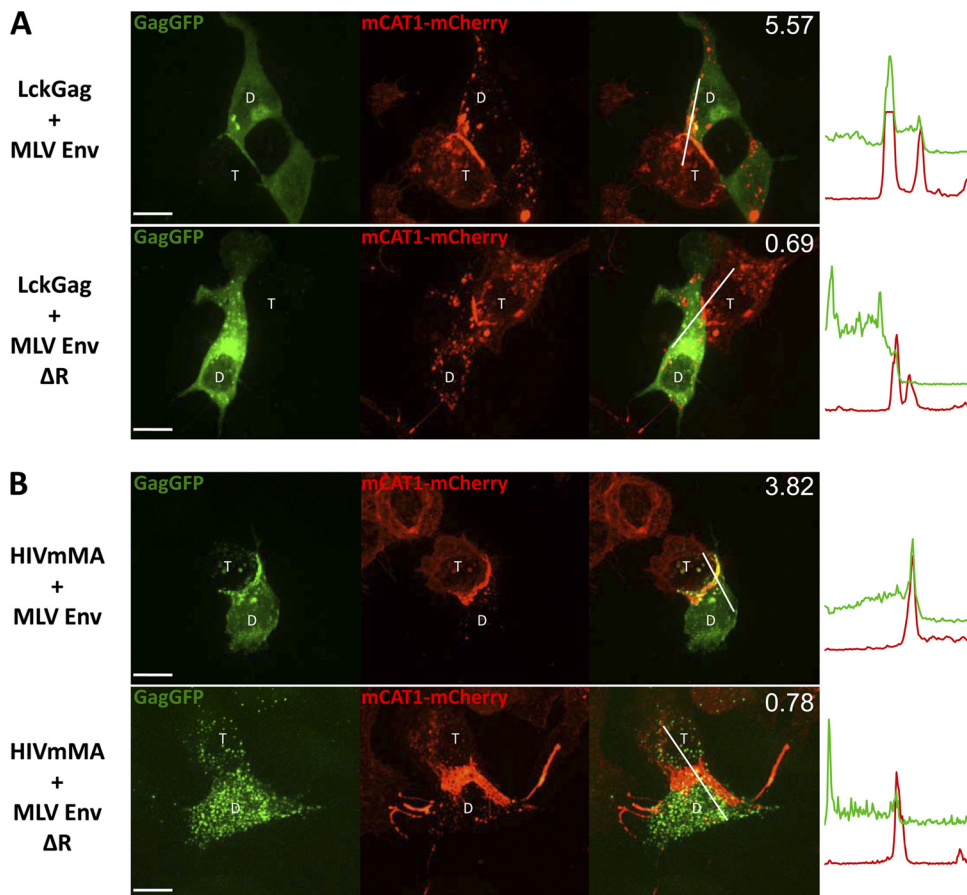 A
LckGag
+
MLV Env
GagGFP
D
T
mCAT1-mCherry
D
T
5.57
D
T
LckGag
+
MLV Env
ΔR
GagGFP
T
D
mCAT1-mCherry
T
D
0.69
T
D
B
HIVmMA
+
MLV Env
GagGFP
T
D
mCAT1-mCherry
T
D
3.82
T
D
HIVmMA
+
MLV Env
ΔR
GagGFP
T
D
mCAT1-mCherry
T
D
0.78
T
D